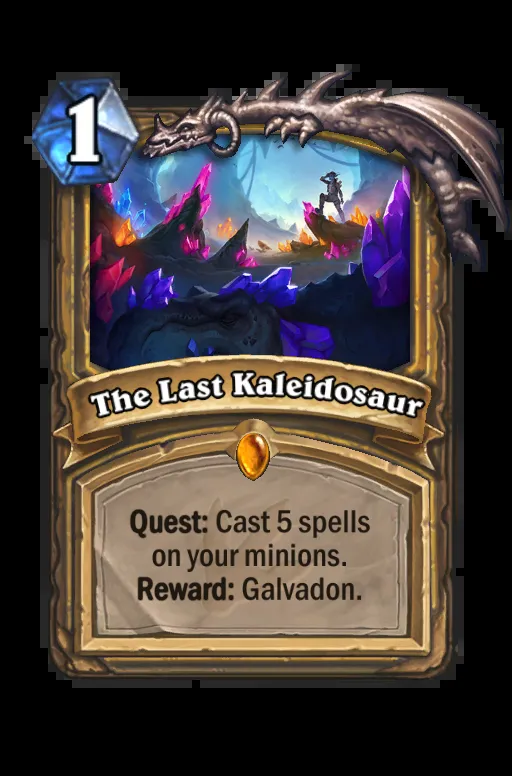 1
The Last Kaleidosaur
Quest: Cast 5 spells
on your minions.
Reward: Galvadon.